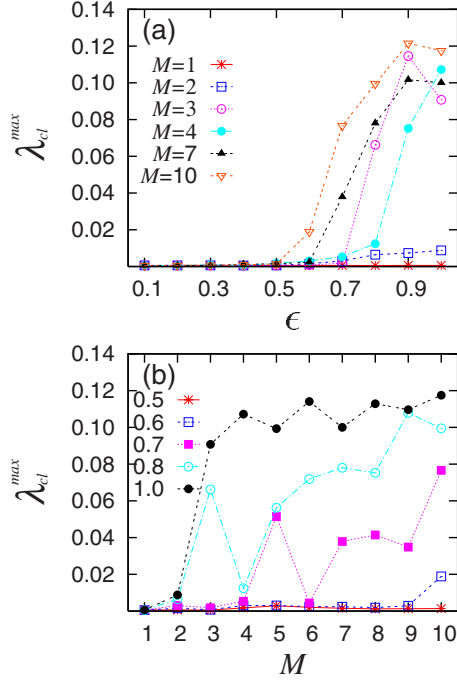 (a)
0.14
0.12
0.10
0.08
0.06
0.04
0.02
λ_cl^max
M=1
M=2
M=3
M=4
M=7
M=10
0.1 0.3 0.5 0.7 0.9
ϵ
(b)
0.14
0.12
0.10
0.08
0.06
0.04
0.02
λ_cl^max
0.5
0.6
0.7
0.8
1.0
1 2 3 4 5 6 7 8 9 10
M